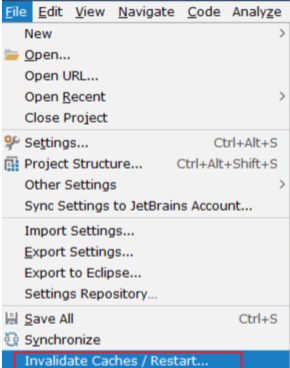 File Edit View Navigate Code Analyze
New
Open...
Open URL...
Open Recent
Close Project
Settings... Ctrl+Alt+S
Project Structure... Ctrl+Alt+Shift+S
Other Settings
Sync Settings to JetBrains Account...
Import Settings...
Export Settings...
Export to Eclipse...
Settings Repository...
Save All Ctrl+S
Synchronize
Invalidate Caches / Restart...